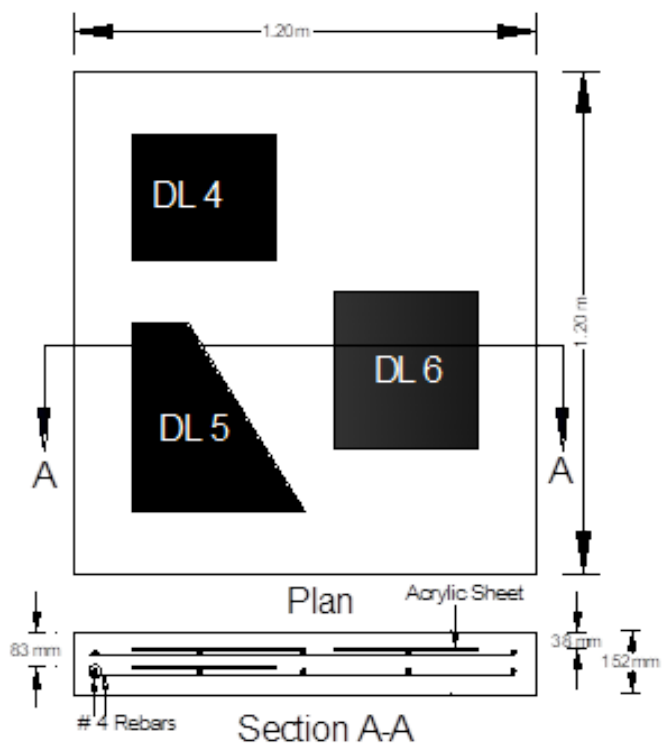 1.20 m
DL 4
1.20 m
DL 6
DL 5
A
A
Plan
Acrylic Sheet
83 mm
38 mm
152 mm
# 4 Rebars
Section A-A